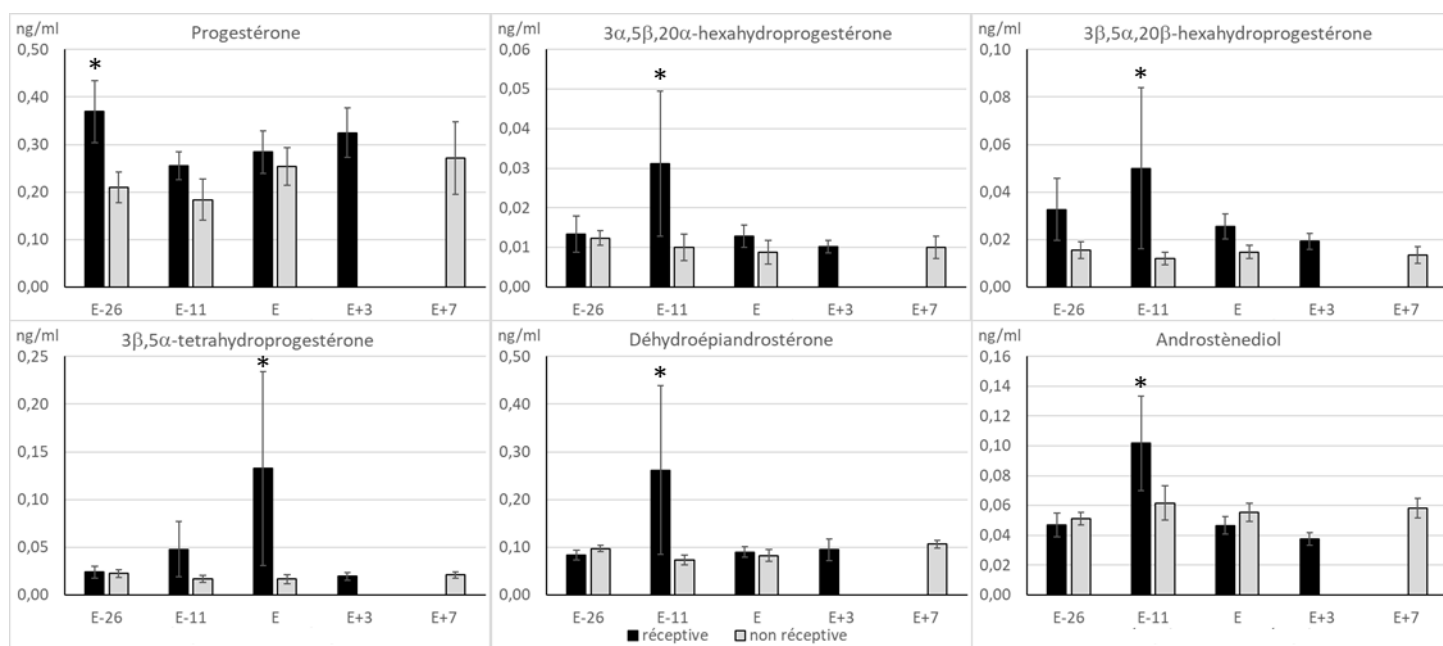 ng/ml
Progestérone
0,50
*
0,40
0,30
0,20
0,10
0,00
E-26 E-11 E E+3 E+7
ng/ml
3α,5β,20α-hexahydroprogestérone
0,06
0,05
*
0,04
0,03
0,02
0,01
0,00
E-26 E-11 E E+3 E+7
ng/ml
3β,5α,20β-hexahydroprogestérone
0,10
*
0,08
0,06
0,04
0,02
0,00
E-26 E-11 E E+3 E+7
ng/ml
3β,5α-tetrahydroprogestérone
0,25
*
0,20
0,15
0,10
0,05
0,00
E-26 E-11 E E+3 E+7
ng/ml
Déhydroépiandrostérone
0,50
*
0,40
0,30
0,20
0,10
0,00
E-26 E-11 E E+3 E+7
ng/ml
Androstènediol
0,16
0,14
*
0,12
0,10
0,08
0,06
0,04
0,02
0,00
E-26 E-11 E E+3 E+7
réceptive non réceptive